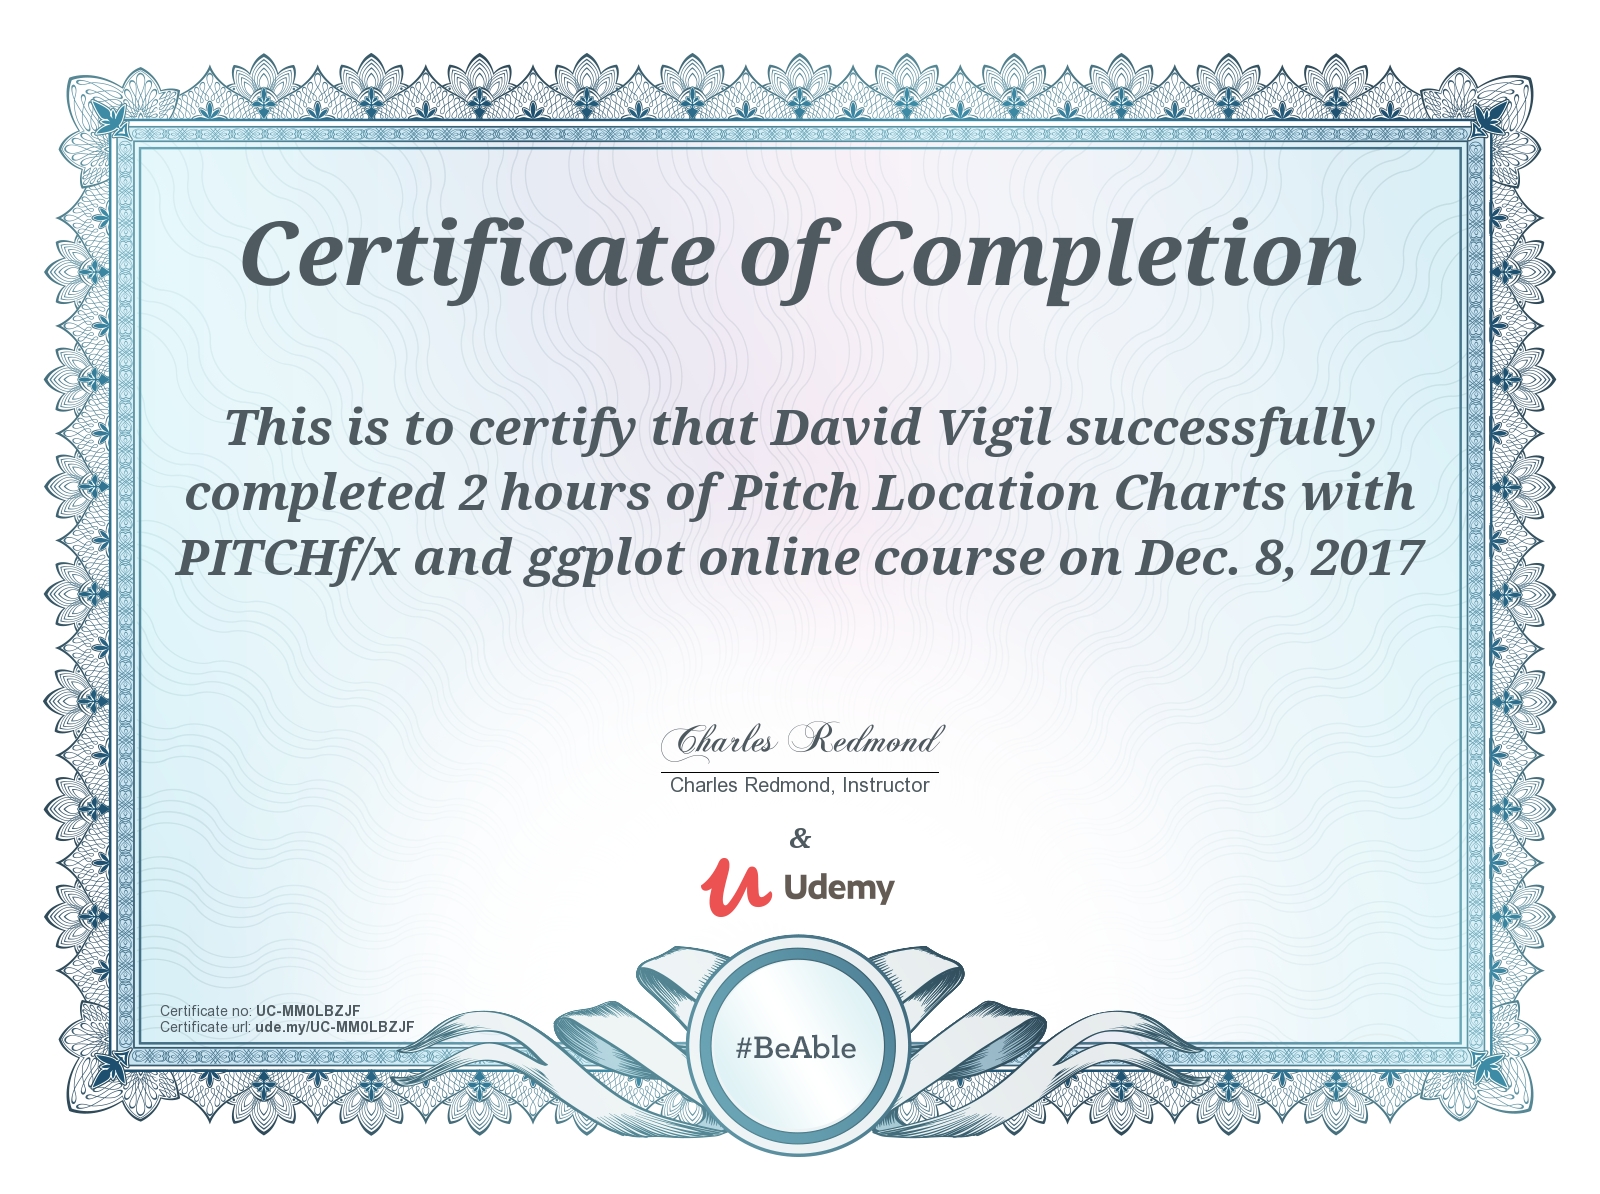 Certificate of Completion
This is to certify that David Vigil successfully
completed 2 hours of Pitch Location Charts with
PITCHf/x and ggplot online course on Dec. 8, 2017
Charles Redmond
Charles Redmond, Instructor
&
Udemy
Certificate no: UC-MM0LBZJF
Certificate url: ude.my/UC-MM0LBZJF
#BeAble